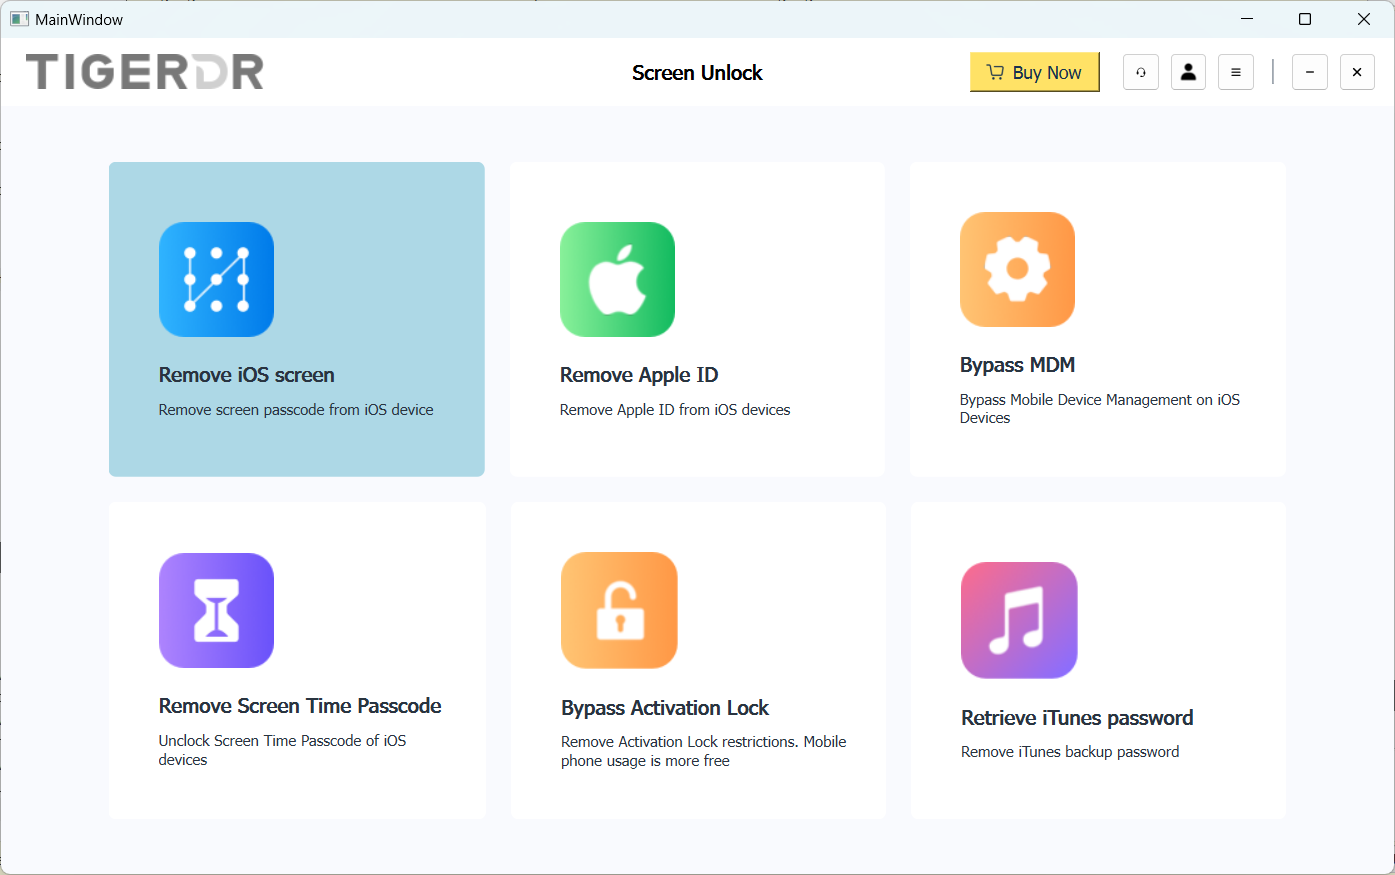 MainWindow
TIGERDR
Screen Unlock
Buy Now
Remove iOS screen
Remove screen passcode from iOS device
Remove Apple ID
Remove Apple ID from iOS devices
Bypass MDM
Bypass Mobile Device Management on iOS
Devices
Remove Screen Time Passcode
Unclock Screen Time Passcode of iOS
devices
Bypass Activation Lock
Remove Activation Lock restrictions. Mobile
phone usage is more free
Retrieve iTunes password
Remove iTunes backup password